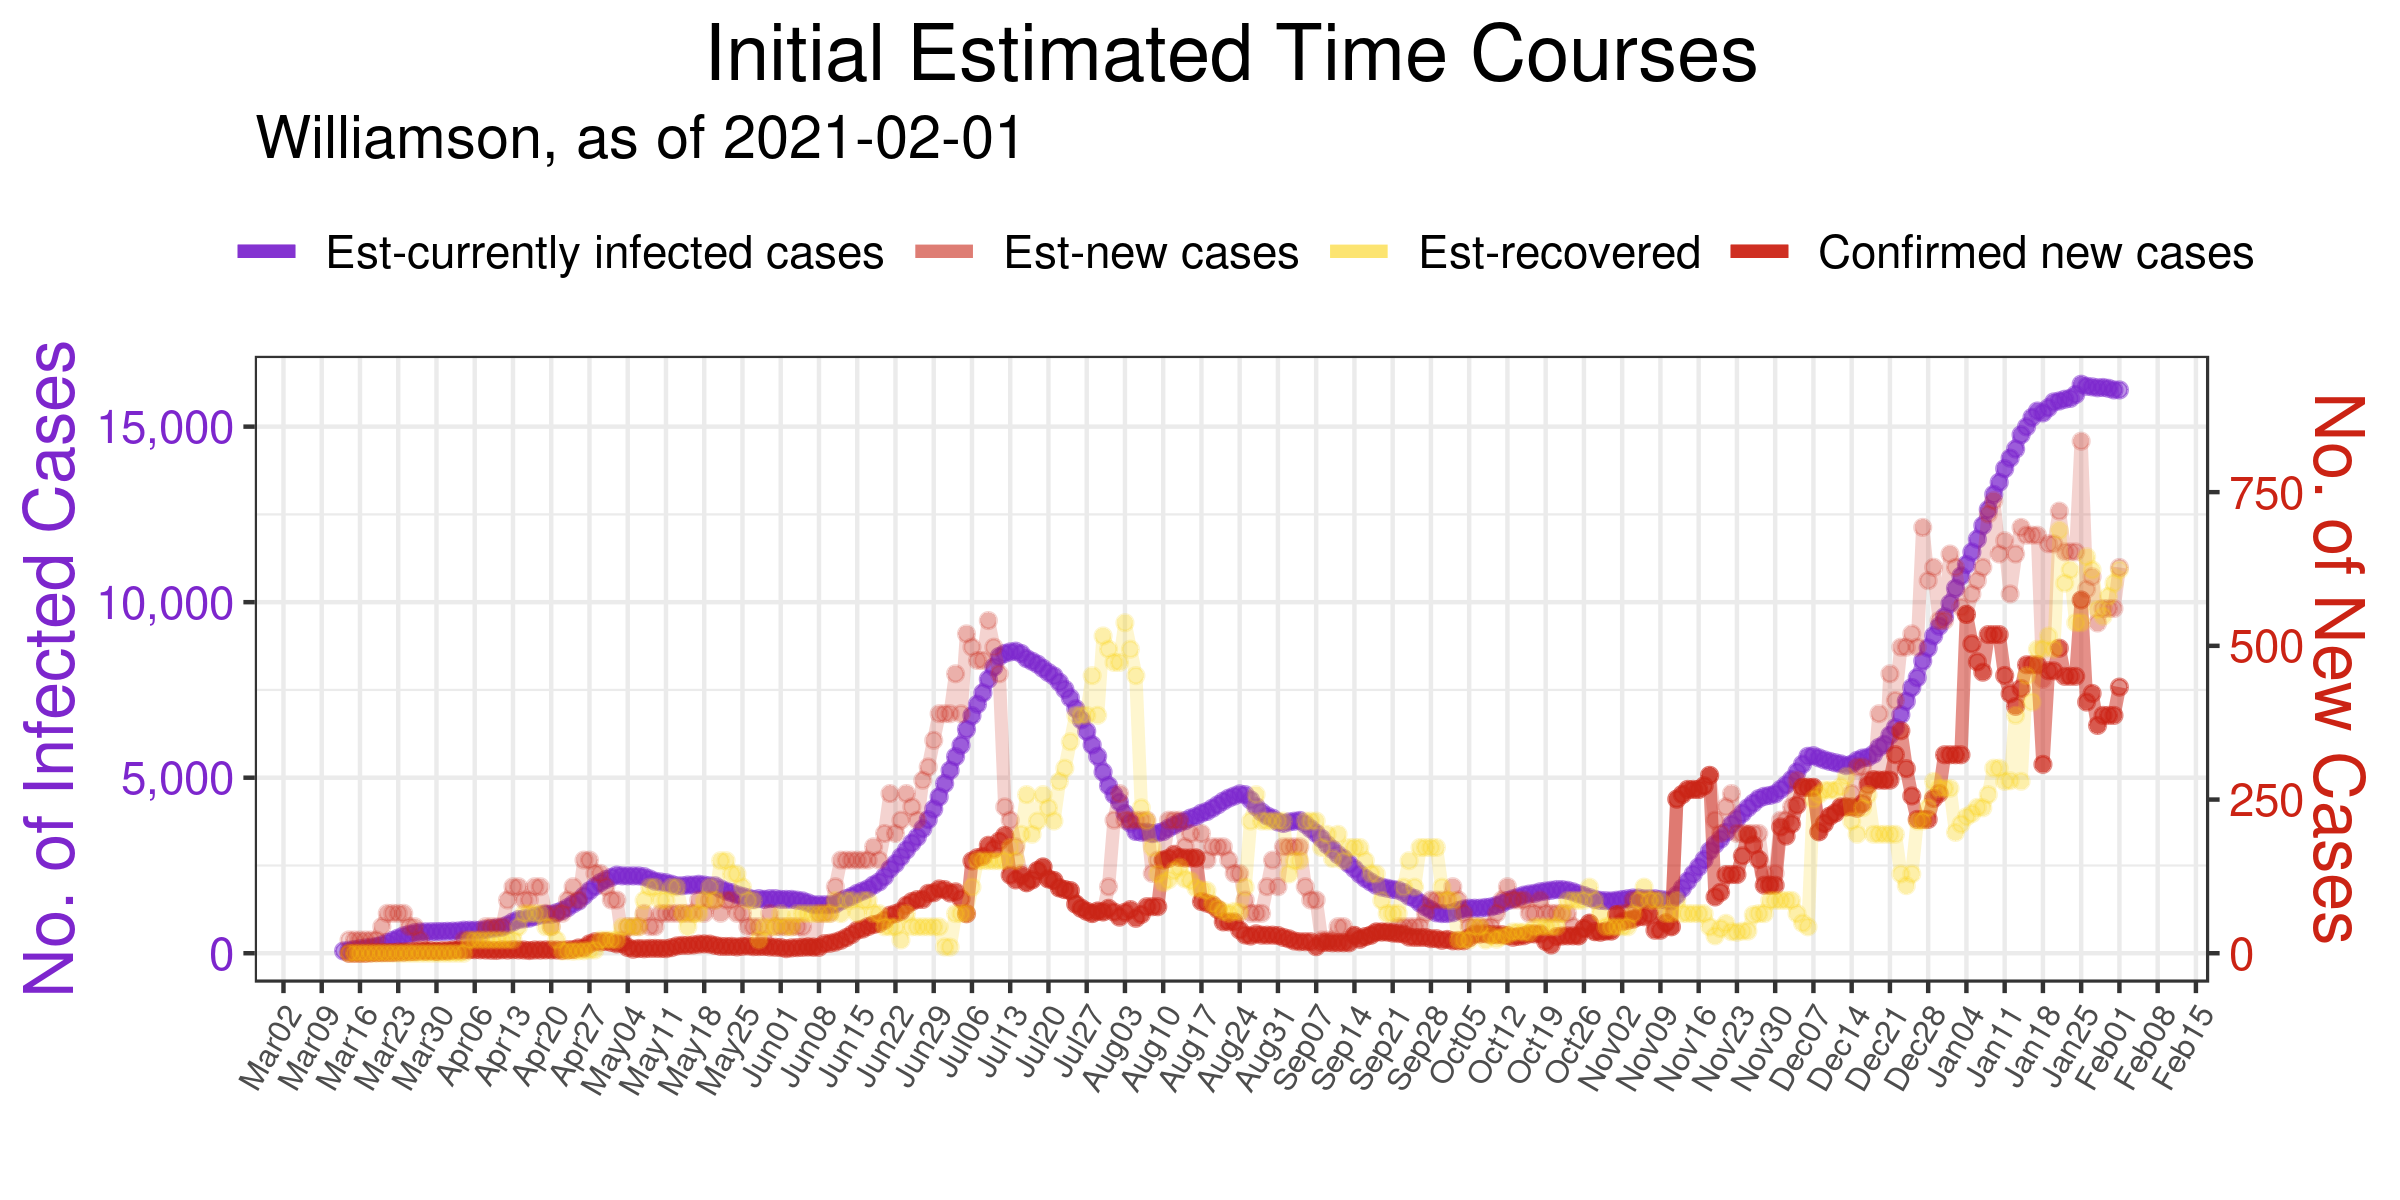 Initial Estimated Time Courses
Williamson, as of 2021-02-01
Est-currently infected cases Est-new cases Est-recovered Confirmed new cases
No. of Infected Cases
15,000
10,000
5,000
0
No. of New Cases
750
500
250
0
Mar02 Mar09 Mar16 Mar23 Mar30 Apr06 Apr13 Apr20 Apr27 May04 May11 May18 May25 Jun01 Jun08 Jun15 Jun22 Jun29 Jul06 Jul13 Jul20 Jul27 Aug03 Aug10 Aug17 Aug24 Aug31 Sep07 Sep14 Sep21 Sep28 Oct05 Oct12 Oct19 Oct26 Nov02 Nov09 Nov16 Nov23 Nov30 Dec07 Dec14 Dec21 Dec28 Dec04 Jan11 Jan18 Jan25 Feb01 Feb08 Feb15